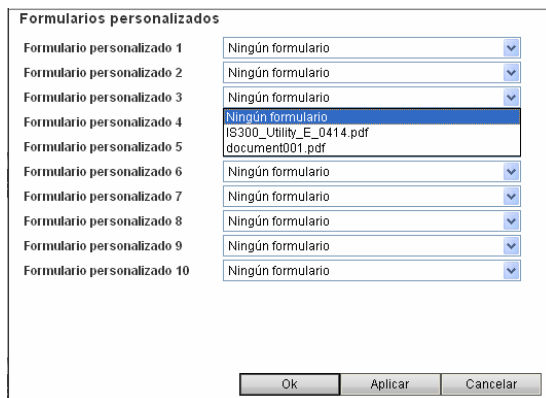 Formularios personalizados
Formulario personalizado 1 Ningún formulario
Formulario personalizado 2 Ningún formulario
Formulario personalizado 3 Ningún formulario
Formulario personalizado 4 Ningún formulario
IS300_Utility_E_0414.pdf
Formulario personalizado 5 document001.pdf
Formulario personalizado 6 Ningún formulario
Formulario personalizado 7 Ningún formulario
Formulario personalizado 8 Ningún formulario
Formulario personalizado 9 Ningún formulario
Formulario personalizado 10 Ningún formulario
Ok Aplicar Cancelar